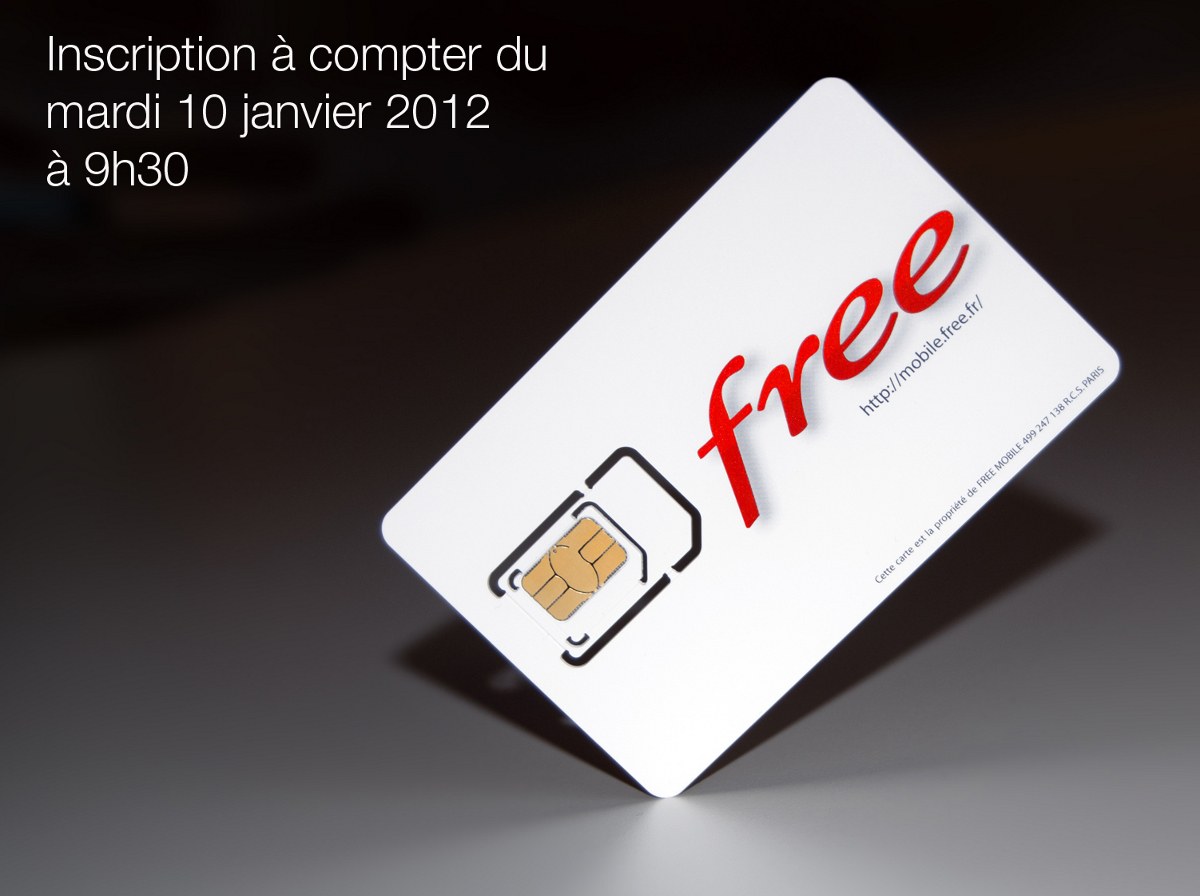 Inscription à compter du
mardi 10 janvier 2012
à 9h30
free
http://mobile.free.fr/
Cette carte est la propriété de FREE MOBILE 499 247 138 R.C.S. PARIS